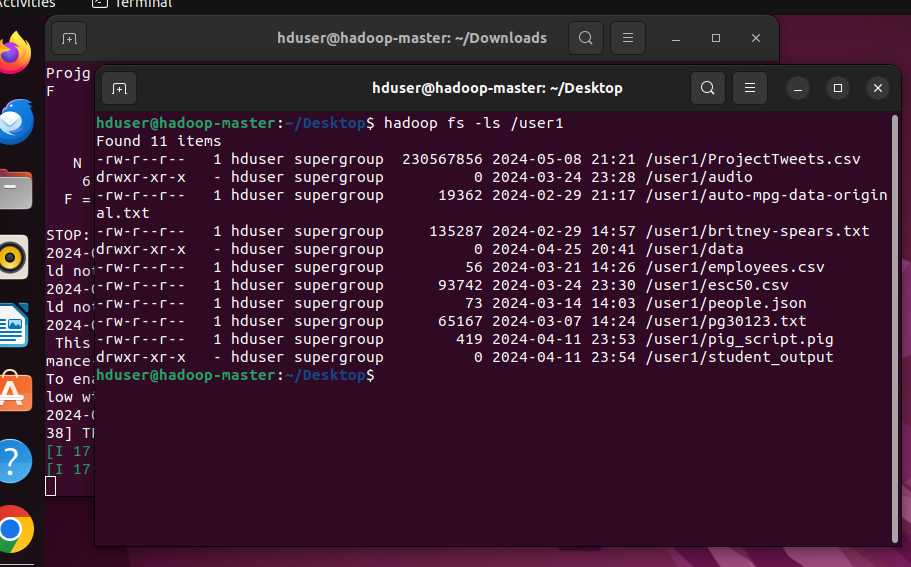 Activities Terminal
hduser@hadoop-master: ~/Downloads
Projg
F
N
6
F =
STOP:
2024-0
ld not
2024-0
ld not
2024-0
This
mance
To ena
low wi
2024-0
38] Th
[I 17
[I 17
hduser@hadoop-master: ~/Desktop
hduser@hadoop-master:~/Desktop$ hadoop fs -ls /user1
Found 11 items
-rw-r--r--   1 hduser supergroup  230567856 2024-05-08 21:21 /user1/ProjectTweets.csv
drwxr-xr-x   - hduser supergroup          0 2024-03-24 23:28 /user1/audio
-rw-r--r--   1 hduser supergroup      19362 2024-02-29 21:17 /user1/auto-mpg-data-origin
al.txt
-rw-r--r--   1 hduser supergroup     135287 2024-02-29 14:57 /user1/britney-spears.txt
drwxr-xr-x   - hduser supergroup          0 2024-04-25 20:41 /user1/data
-rw-r--r--   1 hduser supergroup         56 2024-03-21 14:26 /user1/employees.csv
-rw-r--r--   1 hduser supergroup      93742 2024-03-24 23:30 /user1/esc50.csv
-rw-r--r--   1 hduser supergroup         73 2024-03-14 14:03 /user1/people.json
-rw-r--r--   1 hduser supergroup      65167 2024-03-07 14:24 /user1/pg30123.txt
-rw-r--r--   1 hduser supergroup        419 2024-04-11 23:53 /user1/pig_script.pig
drwxr-xr-x   - hduser supergroup          0 2024-04-11 23:54 /user1/student_output
hduser@hadoop-master:~/Desktop$